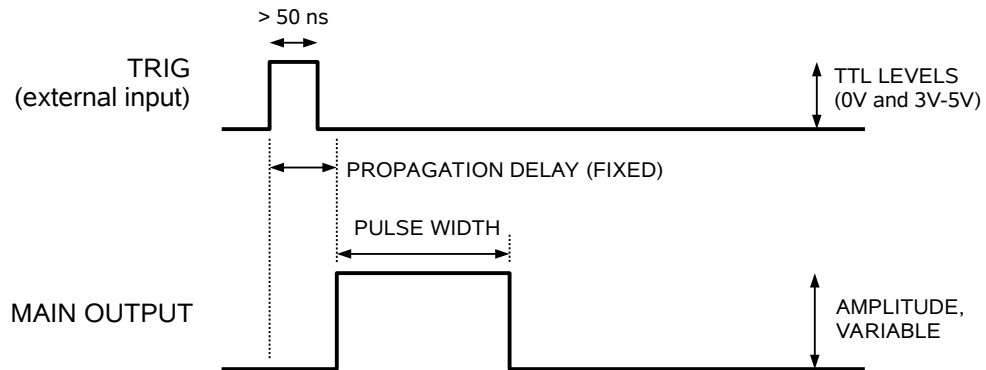 > 50 ns
TRIG
(external input)
TTL LEVELS
(0V and 3V-5V)
PROPAGATION DELAY (FIXED)
PULSE WIDTH
MAIN OUTPUT
AMPLITUDE,
VARIABLE